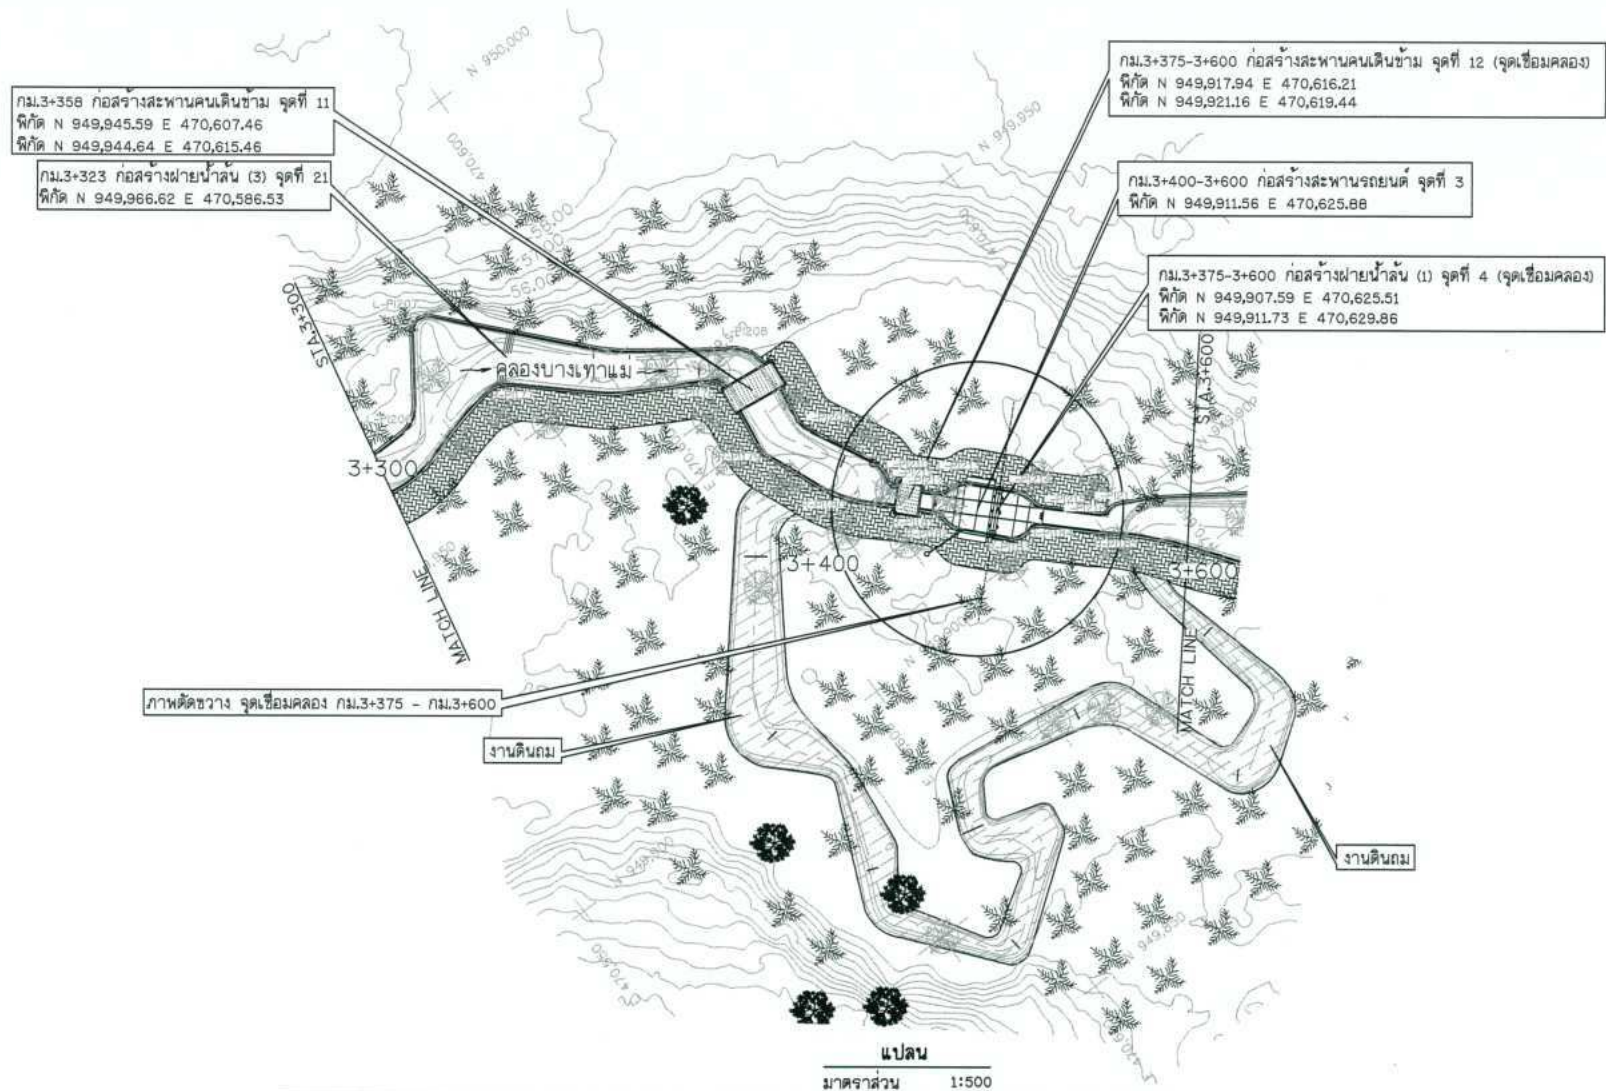 N 950,000
กม.3+375-3+600 ก่อสร้างสะพานคนเดินข้าม จุดที่ 12 (จุดเชื่อมคลอง)
พิกัด N 949,917.94 E 470,616.21
พิกัด N 949,921.16 E 470,619.44
กม.3+358 ก่อสร้างสะพานคนเดินข้าม จุดที่ 11
พิกัด N 949,945.59 E 470,607.46
พิกัด N 949,944.64 E 470,615.46
N 949,950
470,600
กม.3+323 ก่อสร้างฝายน้ำล้น (3) จุดที่ 21
พิกัด N 949,966.62 E 470,586.53
กม.3+400-3+600 ก่อสร้างสะพานรถยนต์ จุดที่ 3
พิกัด N 949,911.56 E 470,625.88
กม.3+375-3+600 ก่อสร้างฝายน้ำล้น (1) จุดที่ 4 (จุดเชื่อมคลอง)
พิกัด N 949,907.59 E 470,625.51
พิกัด N 949,911.73 E 470,629.86
56.00
STA.3+300
STA.3+600
คลองบางเทาแม่
3+300
3+400
3+600
MATCH LINE
MATCH LINE
ภาพตัดขวาง จุดเชื่อมคลอง กม.3+375 - กม.3+600
งานดินถม
งานดินถม
N 949,850
แปลน
มาตราส่วน 1:500